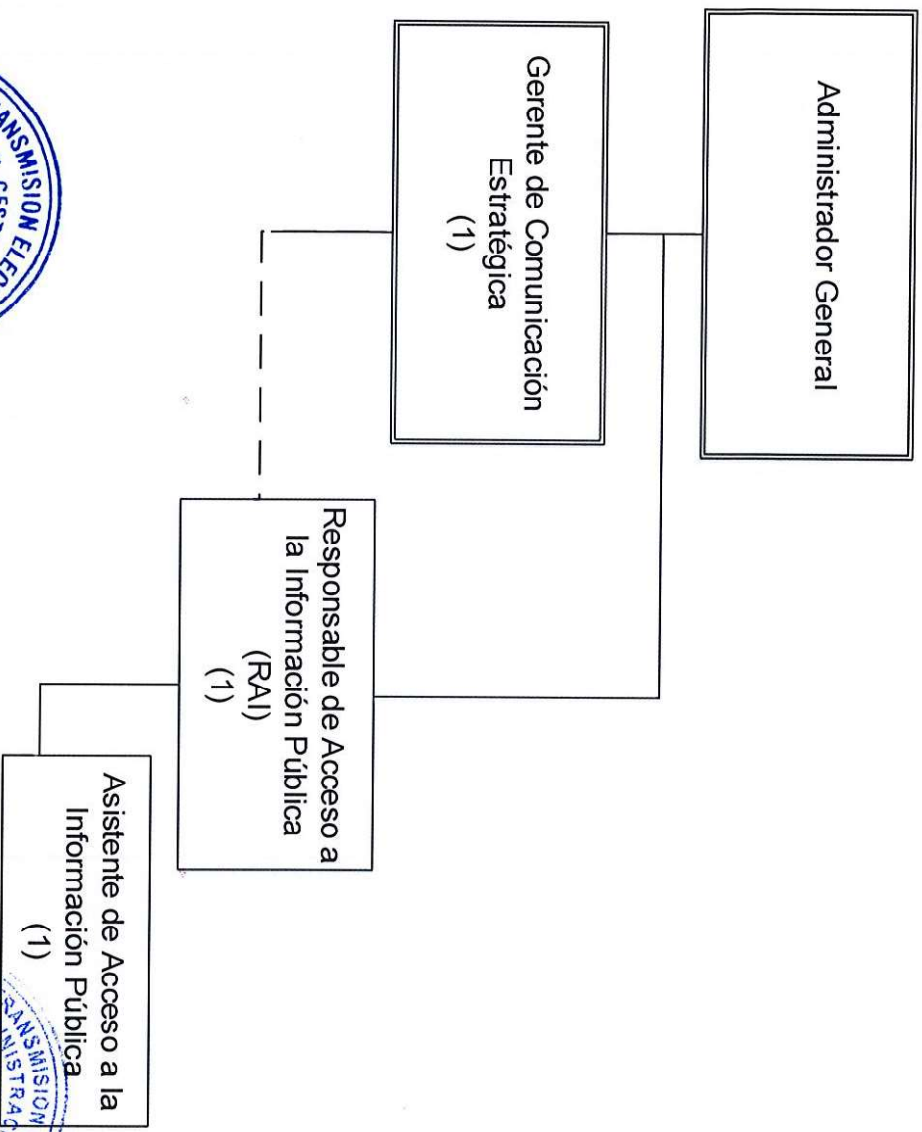 Administrador General
Gerente de Comunicación
Estratégica
(1)
Responsable de Acceso a
la Información Pública
(RAI)
(1)
Asistente de Acceso a la
Información Pública
(1)
TRANSMISION